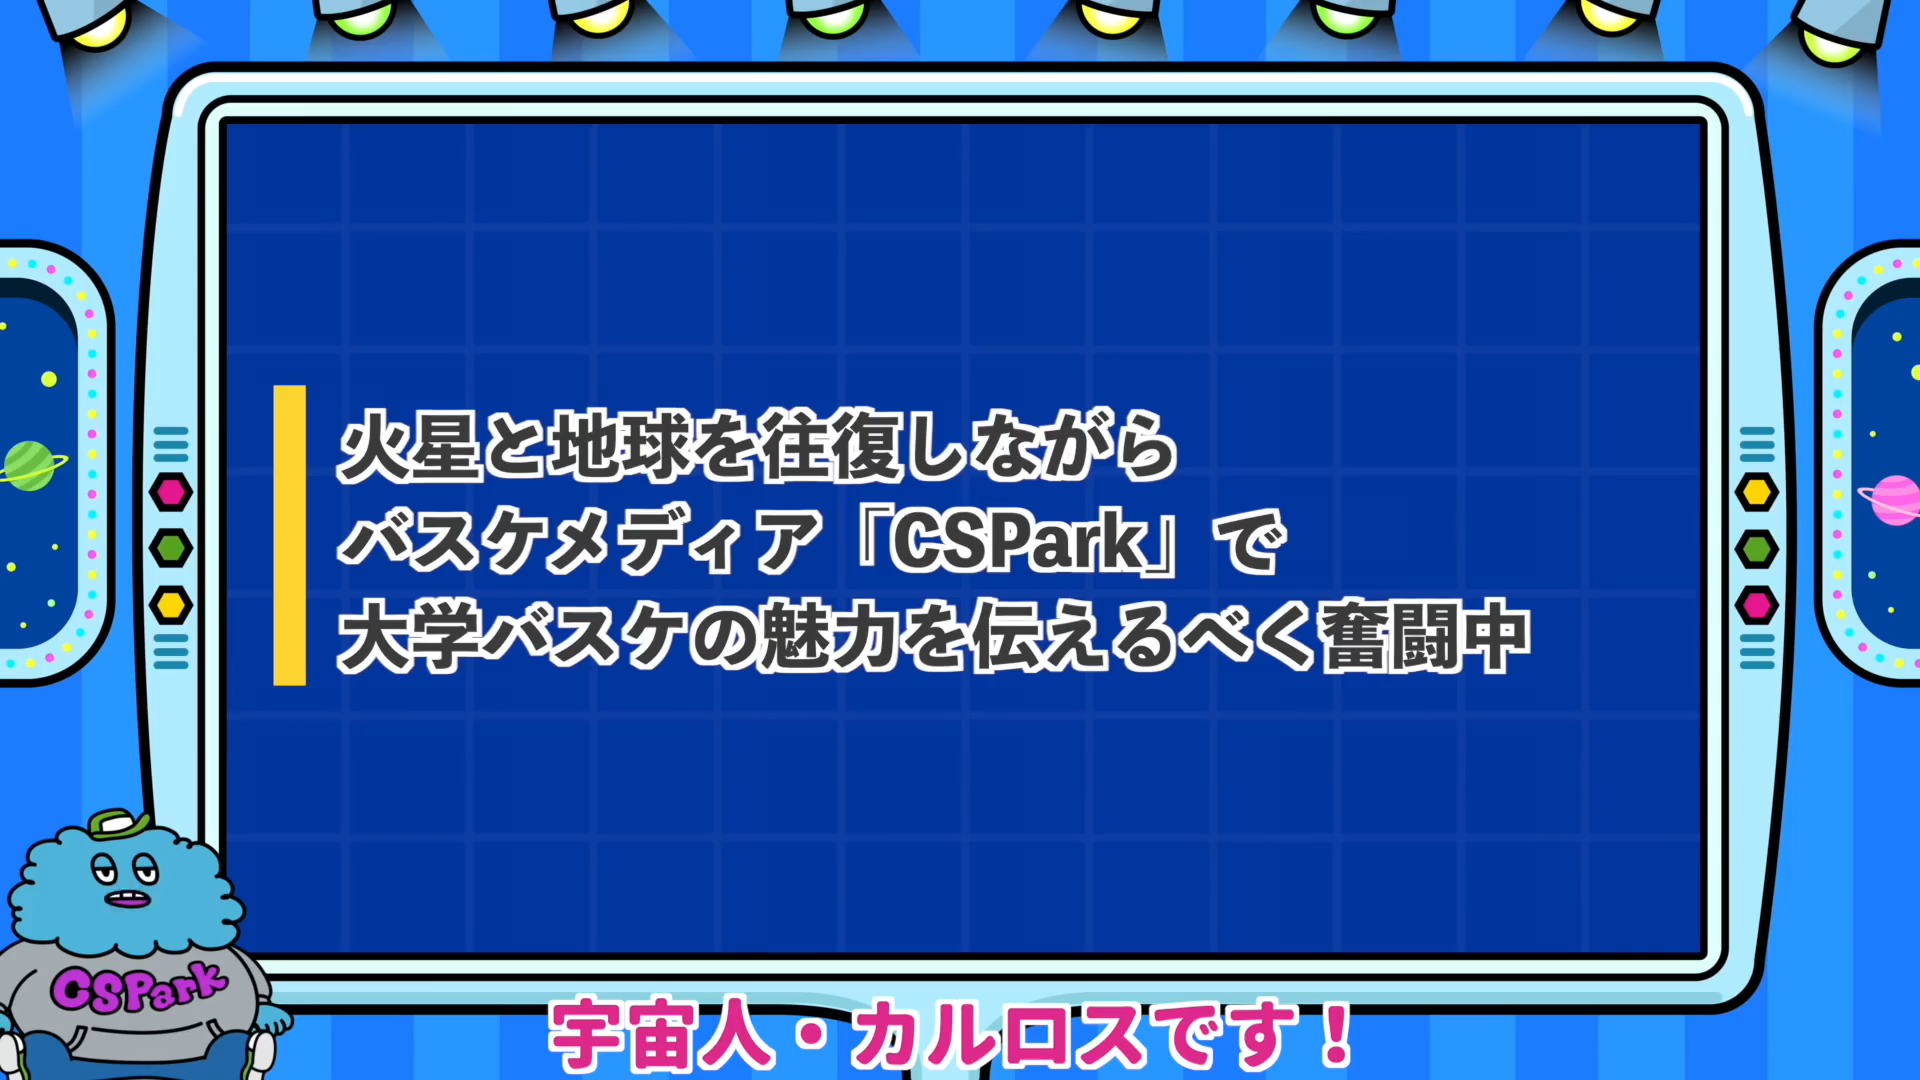 火星と地球を往復しながら
バスケメディア『CSPark』で
大学バスケの魅力を伝えるべく奮闘中
CSPark
宇宙人・カルロスです！